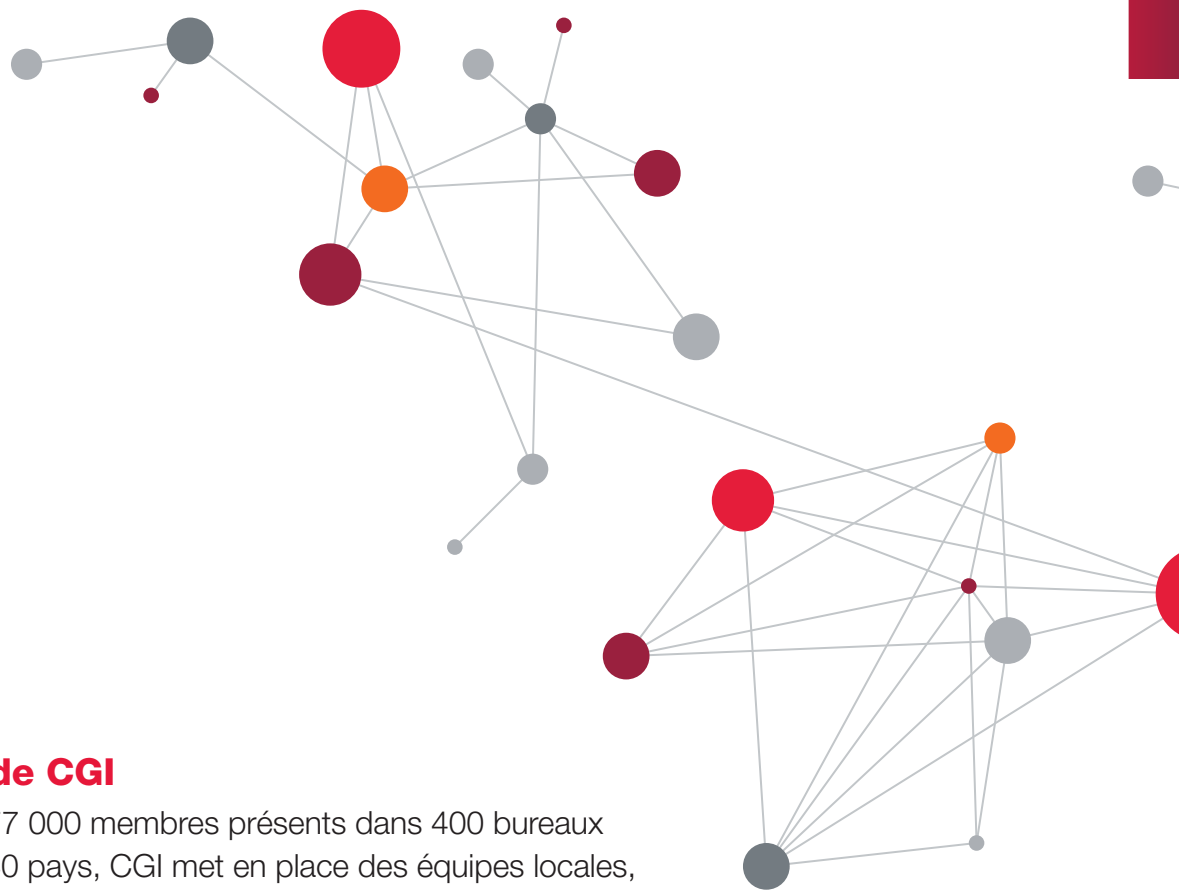 de CGI
7 000 membres présents dans 400 bureaux
0 pays, CGI met en place des équipes locales,